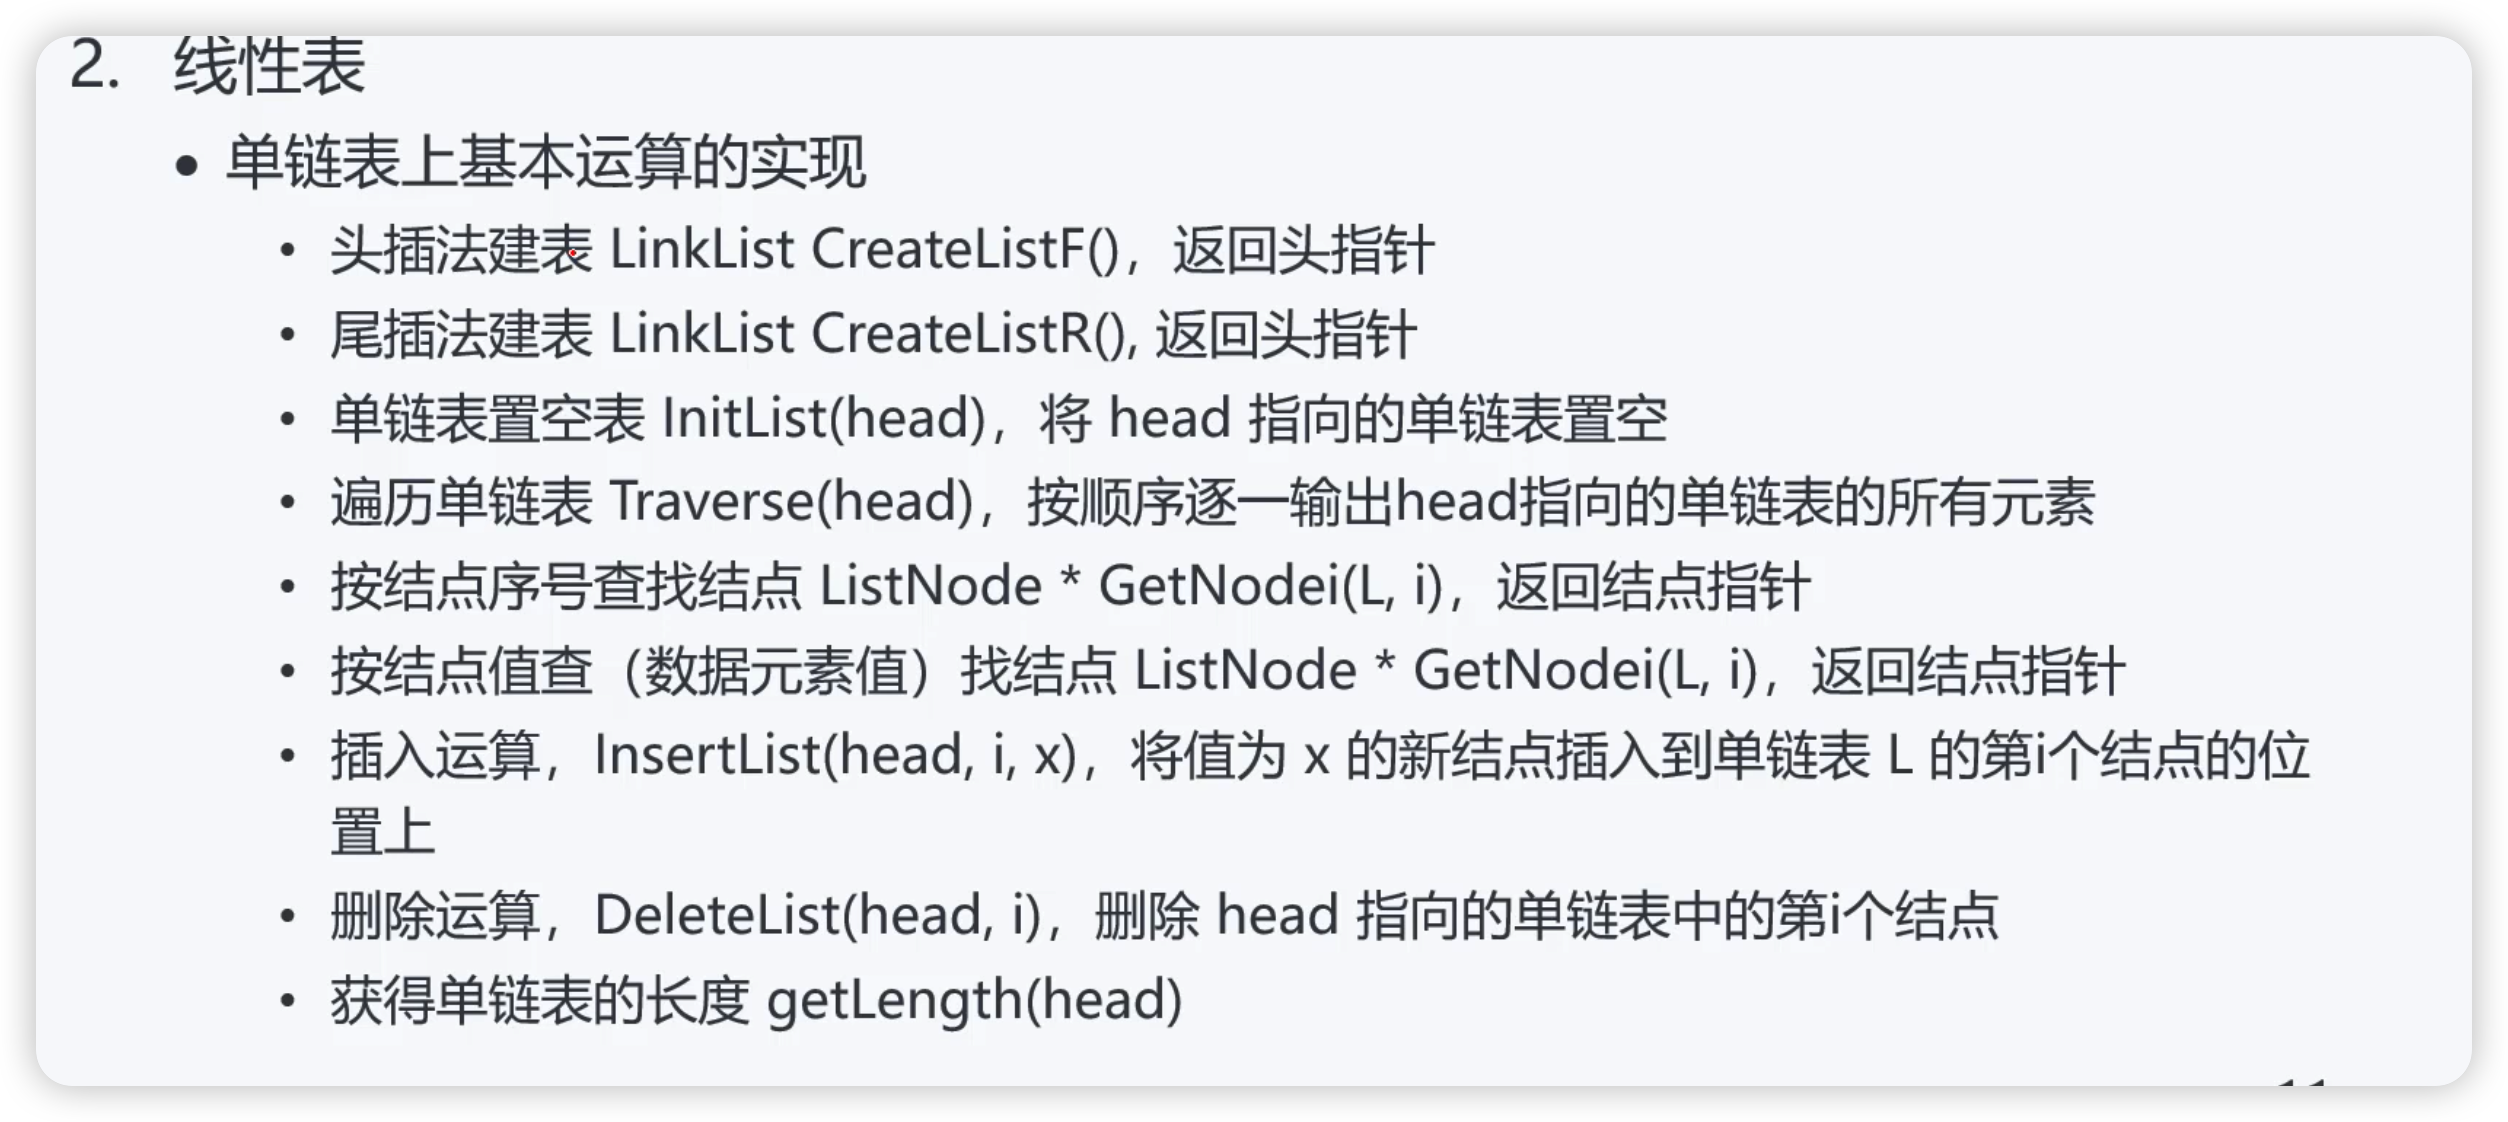 2. 线性表
● 单链表上基本运算的实现
• 头插法建表 LinkList CreateListF()，返回头指针
• 尾插法建表 LinkList CreateListR(), 返回头指针
• 单链表置空表 InitList(head)，将 head 指向的单链表置空
• 遍历单链表 Traverse(head)，按顺序逐一输出head指向的单链表的所有元素
• 按结点序号查找结点 ListNode * GetNodei(L, i)，返回结点指针
• 按结点值查（数据元素值）找结点 ListNode * GetNodei(L, i)，返回结点指针
• 插入运算，InsertList(head, i, x)，将值为 x 的新结点插入到单链表 L 的第i个结点的位
置上
• 删除运算，DeleteList(head, i)，删除 head 指向的单链表中的第i个结点
• 获得单链表的长度 getLength(head)